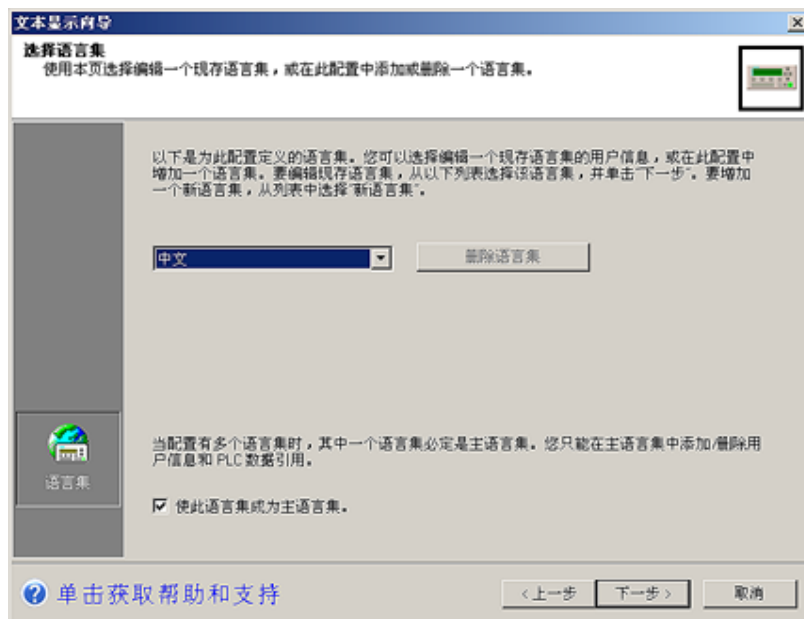 文本显示向导
选择语言集
使用本页选择编辑一个现存语言集，或在此配置中添加或删除一个语言集。
以下是为此配置定义的语言集。您可以选择编辑一个现存语言集的用户信息，或在此配置中
增加一个语言集。要编辑现存语言集，从以下列表选择该语言集，并单击“下一步”。要增加
一个新语言集，从列表中选择“新语言集”。
中文
删除语言集
当配置有多个语言集时，其中一个语言集必定是主语言集。您只能在主语言集中添加/删除用
户信息和 PLC 数据引用。
语言集
使此语言集成为主语言集。
单击获取帮助和支持
<上一步
下一步>
取消